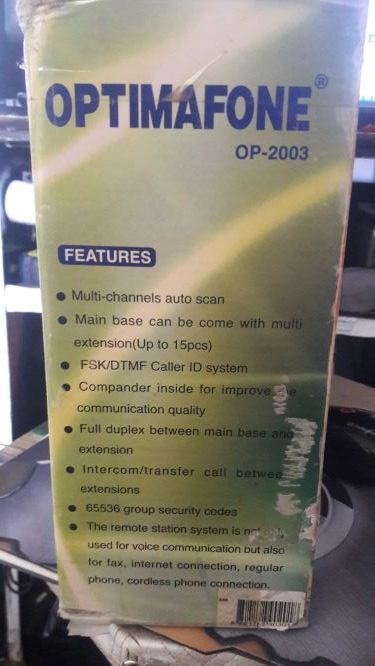 OPTIMAFONE®
OP-2003
FEATURES
● Multi-channels auto scan
● Main base can be come with multi
extension(Up to 15pcs)
● FSK/DTMF Caller ID system
● Compander inside for improve
communication quality
● Full duplex between main base and
extension
● Intercom/transfer call between
extensions
● 65536 group security codes
● The remote station system is not only
used for voice communication but also
for fax, internet connection, regular
phone, cordless phone connection.